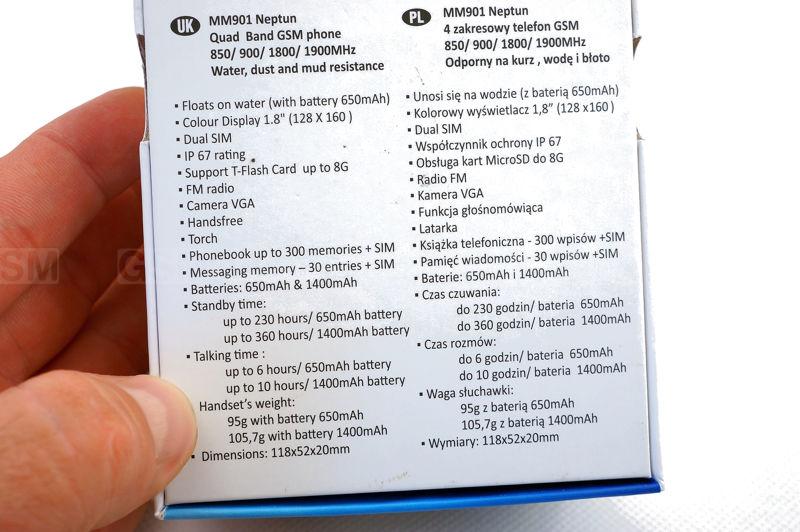 UK
MM901 Neptun
Quad Band GSM phone
850/ 900/ 1800/ 1900MHz
Water, dust and mud resistance
▪ Floats on water (with battery 650mAh)
▪ Colour Display 1.8" (128 X 160 )
▪ Dual SIM
▪ IP 67 rating
▪ Support T-Flash Card up to 8G
▪ FM radio
▪ Camera VGA
▪ Handsfree
▪ Torch
▪ Phonebook up to 300 memories + SIM
▪ Messaging memory – 30 entries + SIM
▪ Batteries: 650mAh & 1400mAh
▪ Standby time:
up to 230 hours/ 650mAh battery
up to 360 hours/ 1400mAh battery
▪ Talking time :
up to 6 hours/ 650mAh battery
up to 10 hours/ 1400mAh battery
Handset's weight:
95g with battery 650mAh
105,7g with battery 1400mAh
▪ Dimensions: 118x52x20mm
PL
MM901 Neptun
4 zakresowy telefon GSM
850/ 900/ 1800/ 1900MHz
Odporny na kurz , wodę i błoto
▪ Unosi się na wodzie (z baterią 650mAh)
▪ Kolorowy wyświetlacz 1,8" (128 x160 )
▪ Dual SIM
▪ Współczynnik ochrony IP 67
▪ Obsługa kart MicroSD do 8G
▪ Radio FM
▪ Kamera VGA
▪ Funkcja głośnomówiąca
▪ Latarka
▪ Książka telefoniczna - 300 wpisów +SIM
▪ Pamięć wiadomości - 30 wpisów +SIM
▪ Baterie: 650mAh i 1400mAh
▪ Czas czuwania:
do 230 godzin/ bateria 650mAh
do 360 godzin/ bateria 1400mAh
▪ Czas rozmów:
do 6 godzin/ bateria 650mAh
do 10 godzin/ bateria 1400mAh
▪ Waga słuchawki:
95g z baterią 650mAh
105,7g z baterią 1400mAh
▪ Wymiary: 118x52x20mm